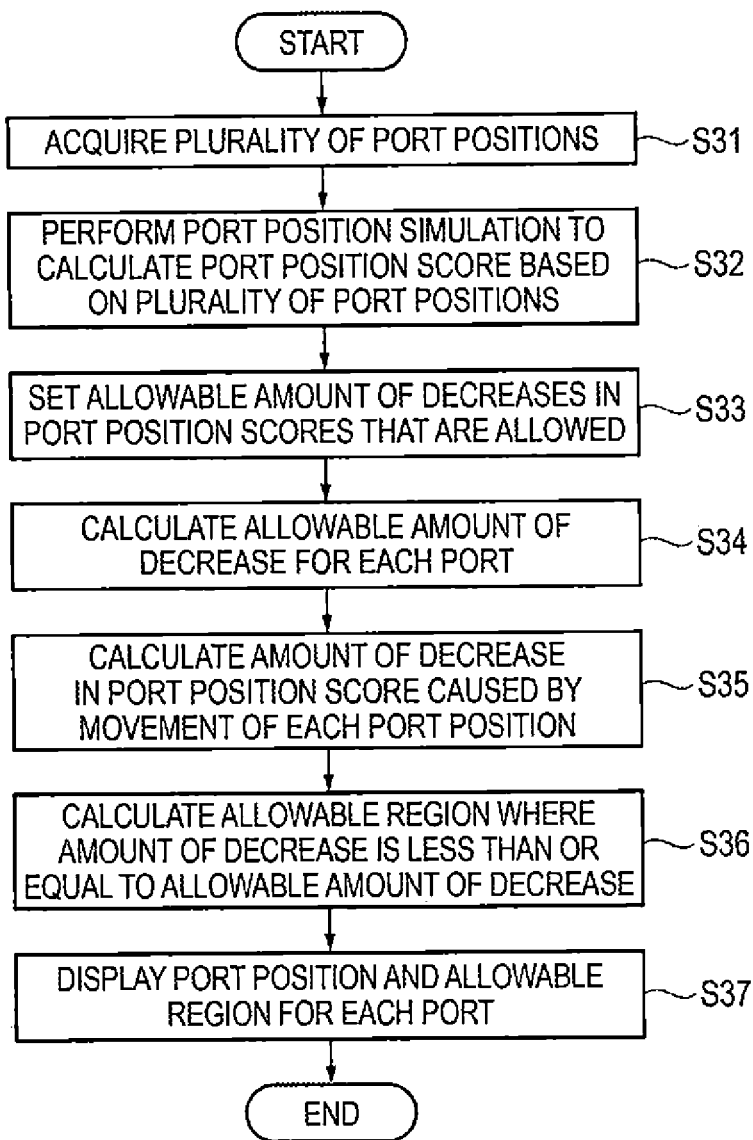 START
ACQUIRE PLURALITY OF PORT POSITIONS
S31
PERFORM PORT POSITION SIMULATION TO
CALCULATE PORT POSITION SCORE BASED
ON PLURALITY OF PORT POSITIONS
S32
SET ALLOWABLE AMOUNT OF DECREASES IN
PORT POSITION SCORES THAT ARE ALLOWED
S33
CALCULATE ALLOWABLE AMOUNT OF
DECREASE FOR EACH PORT
S34
CALCULATE AMOUNT OF DECREASE
IN PORT POSITION SCORE CAUSED BY
MOVEMENT OF EACH PORT POSITION
S35
CALCULATE ALLOWABLE REGION WHERE
AMOUNT OF DECREASE IS LESS THAN OR
EQUAL TO ALLOWABLE AMOUNT OF DECREASE
S36
DISPLAY PORT POSITION AND ALLOWABLE
REGION FOR EACH PORT
S37
END